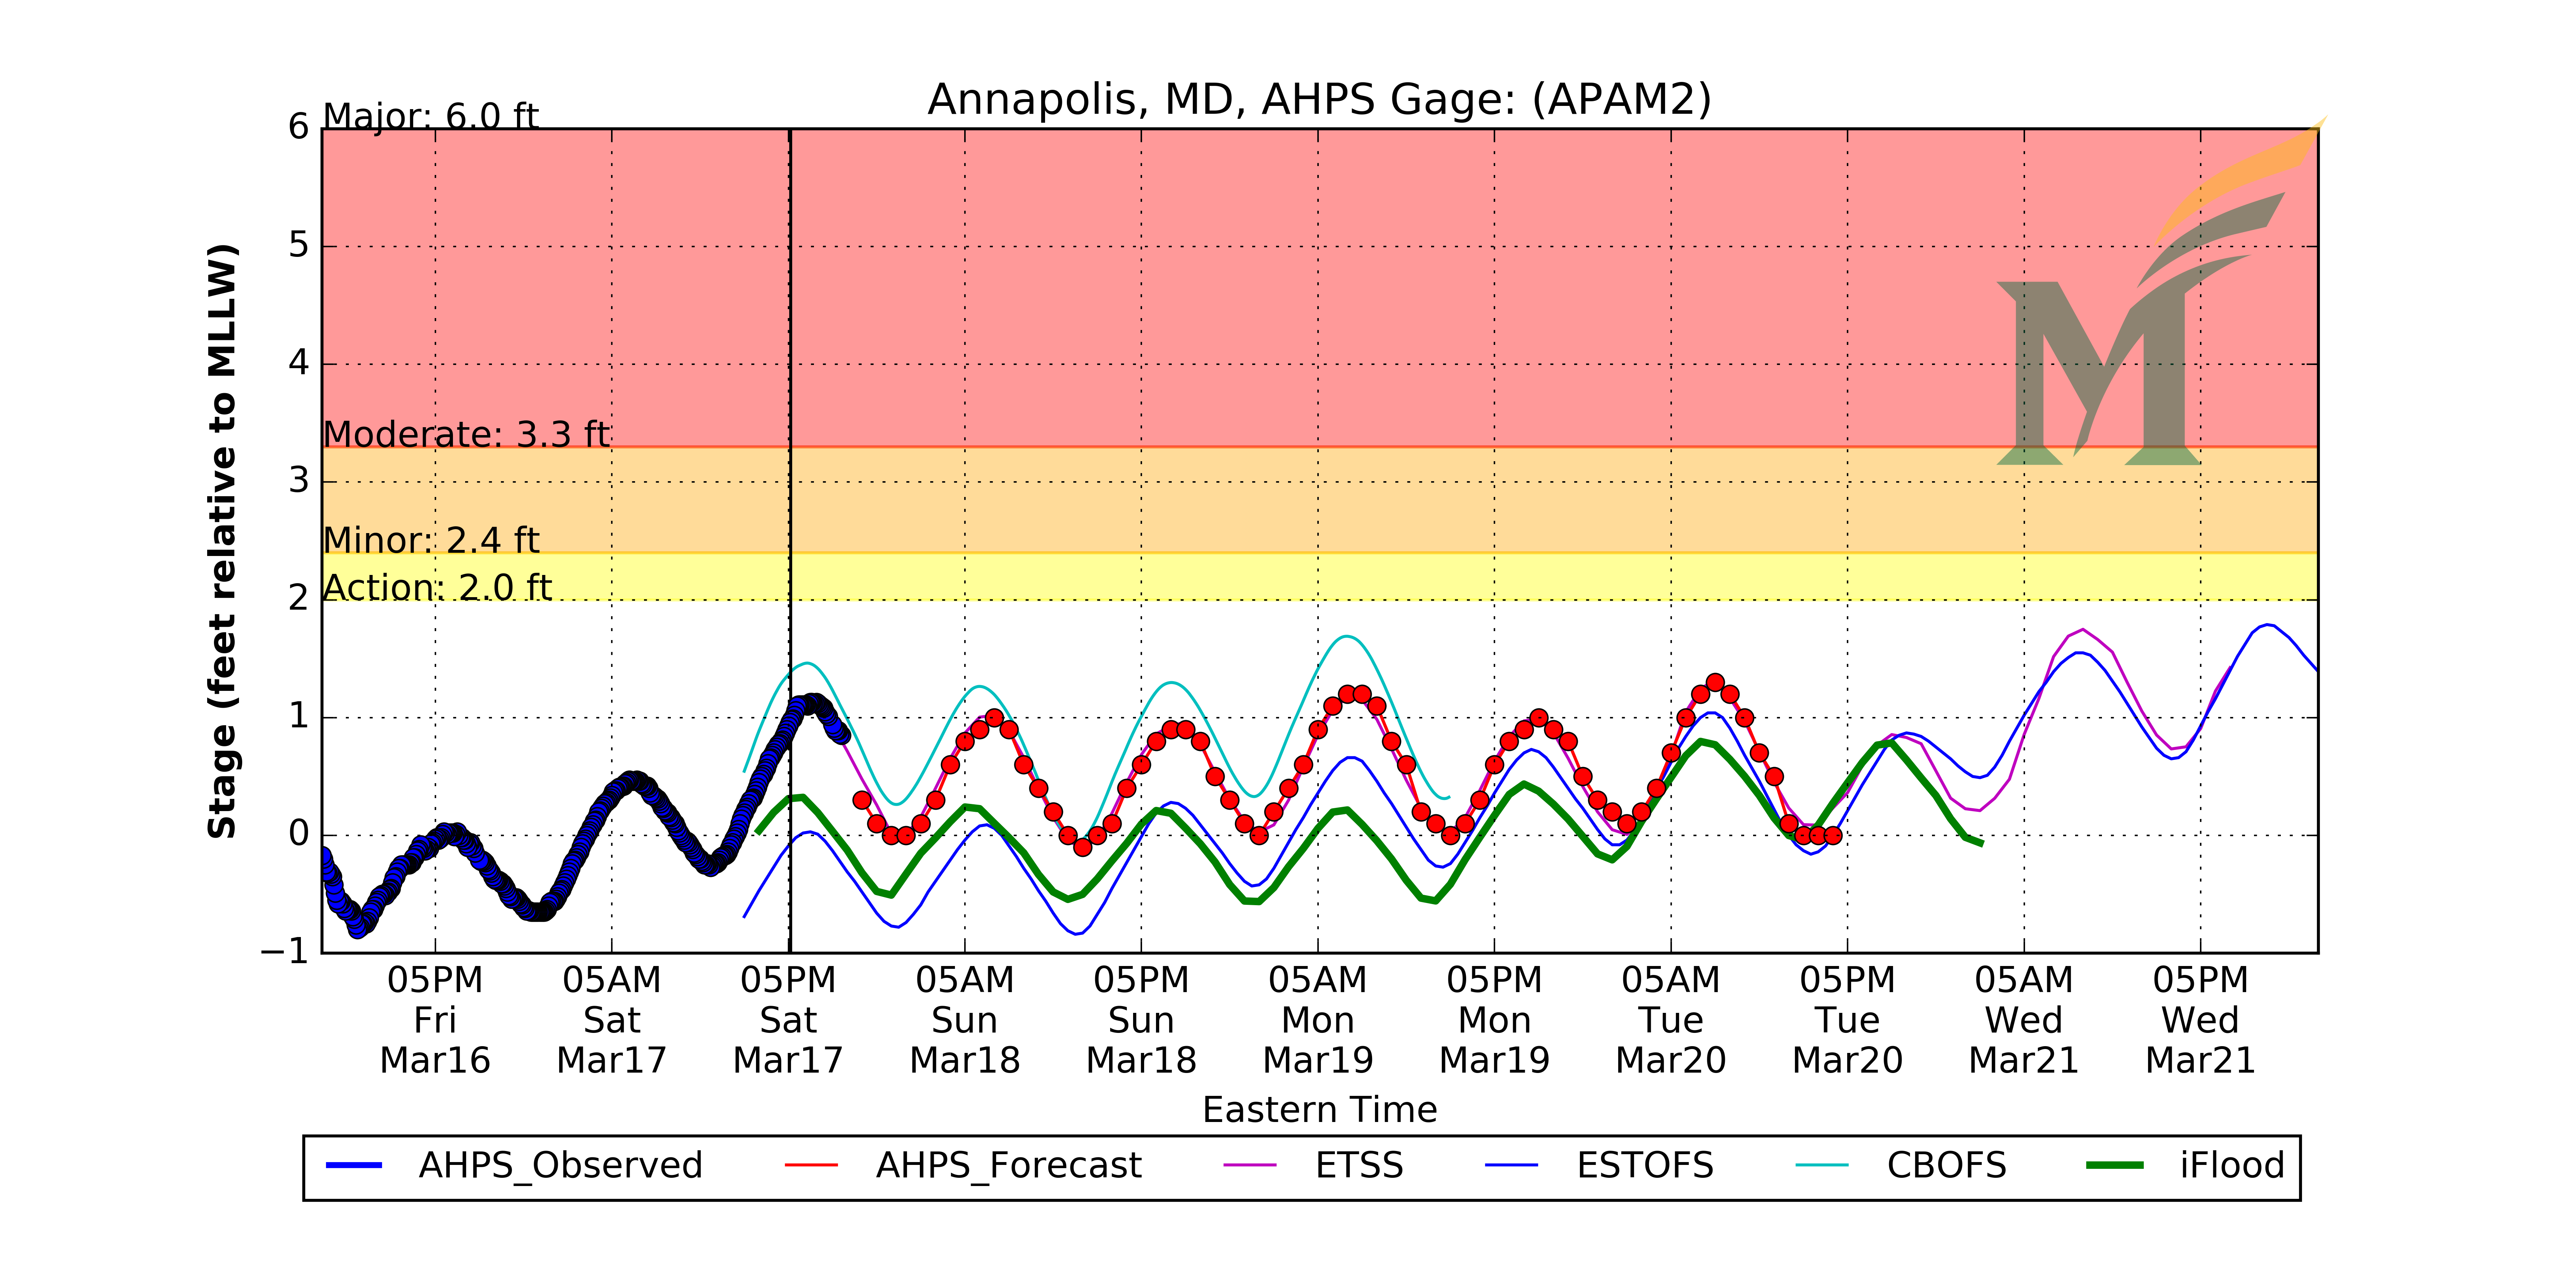 Annapolis, MD, AHPS Gage: (APAM2)
Major: 6.0 ft
Moderate: 3.3 ft
Minor: 2.4 ft
Action: 2.0 ft
Stage (feet relative to MLLW)
6
5
4
3
2
1
0
−1
05PM 05AM 05PM 05AM 05PM 05AM 05PM 05AM 05PM 05AM 05PM
Fri Sat Sat Sun Sun Mon Mon Tue Tue Wed Wed
Mar16 Mar17 Mar17 Mar18 Mar18 Mar19 Mar19 Mar20 Mar20 Mar21 Mar21
Eastern Time
AHPS_Observed AHPS_Forecast ETSS ESTOFS CBOFS iFlood
M